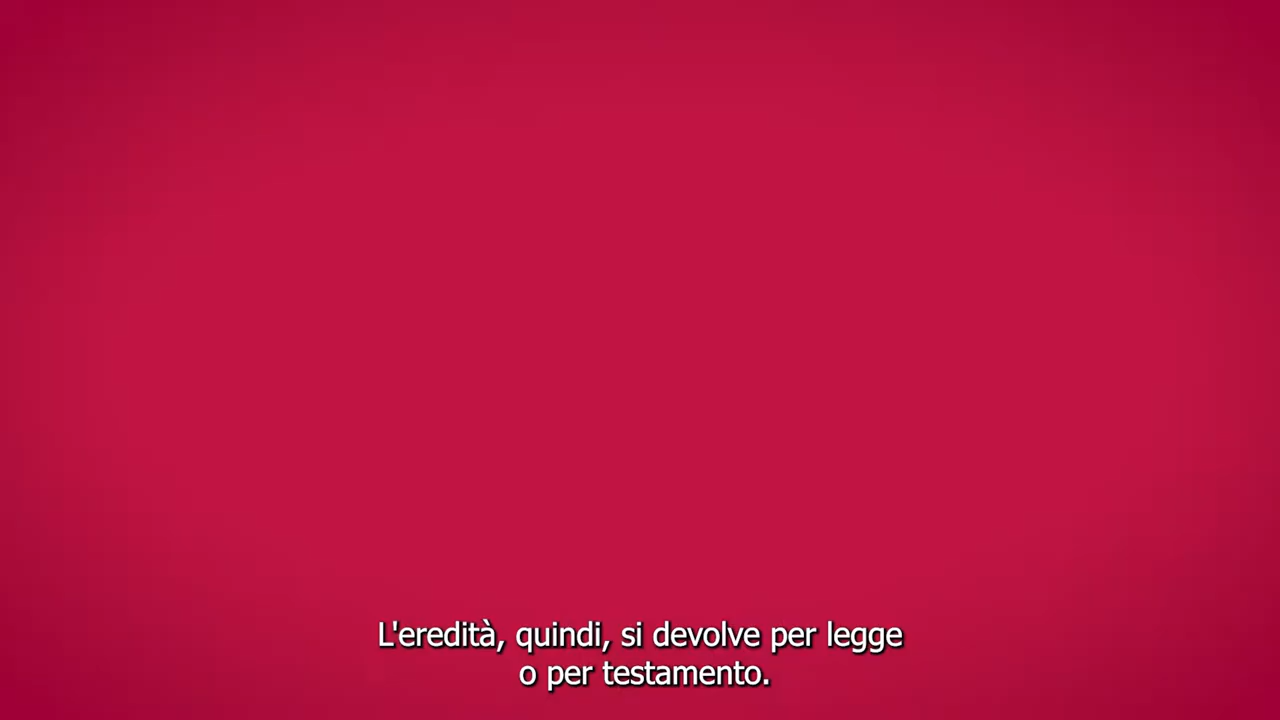 L'eredità, quindi, si devolve per legge
o per testamento.